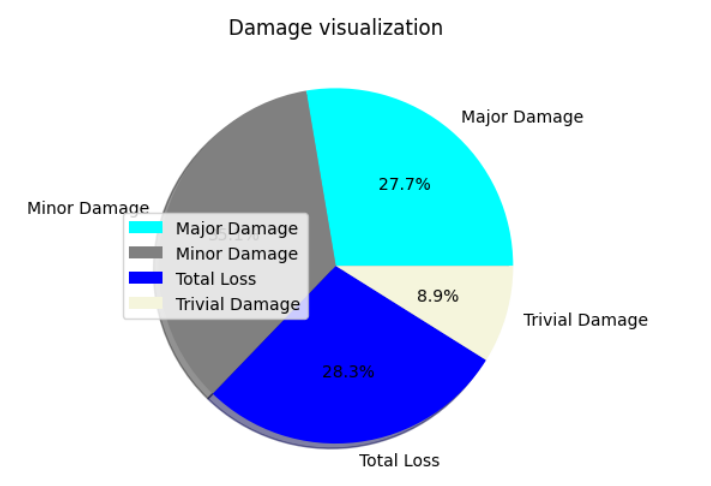 Damage visualization
Major Damage
27.7%
Minor Damage
Major Damage
Minor Damage
Total Loss
Trivial Damage
8.9%
Trivial Damage
28.3%
Total Loss